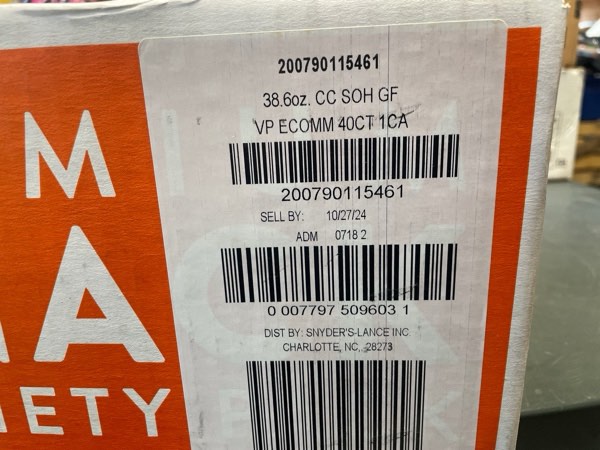 200790115461
38.6oz. CC SOH GF
VP ECOMM 40CT 1CA
200790115461
SELL BY: 10/27/24
ADM 0718 2
0 007797 509603 1
DIST BY: SNYDER'S-LANCE INC
CHARLOTTE, NC, 28273
M
A
IETY